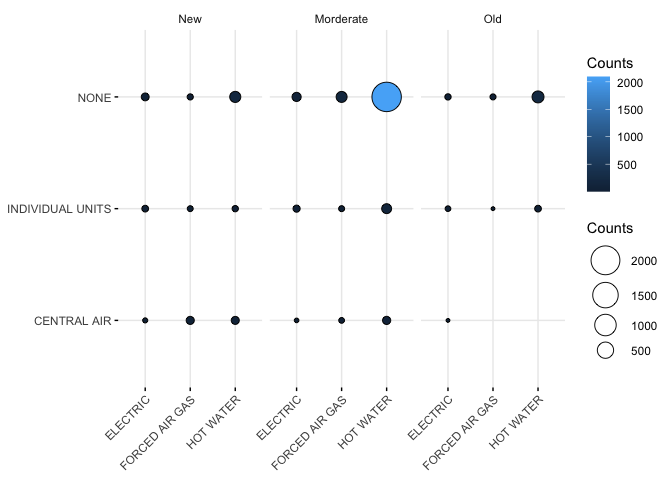 New Morderate Old
Counts
2000
1500
1000
500
NONE
INDIVIDUAL UNITS
CENTRAL AIR
Counts
2000
1500
1000
500
ELECTRIC FORCED AIR GAS HOT WATER ELECTRIC FORCED AIR GAS HOT WATER ELECTRIC FORCED AIR GAS HOT WATER